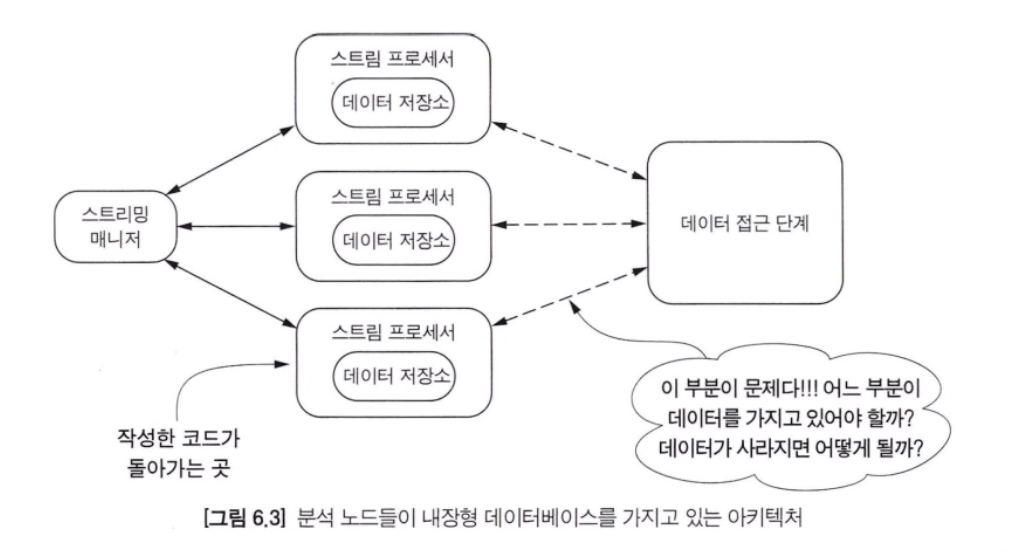 스트림 프로세서
데이터 저장소
스트림 프로세서
데이터 저장소
스트리밍
매니저
데이터 접근 단계
스트림 프로세서
데이터 저장소
작성한 코드가
돌아가는 곳
이 부분이 문제다!!! 어느 부분이
데이터를 가지고 있어야 할까?
데이터가 사라지면 어떻게 될까?
[그림 6.3] 분석 노드들이 내장형 데이터베이스를 가지고 있는 아키텍처